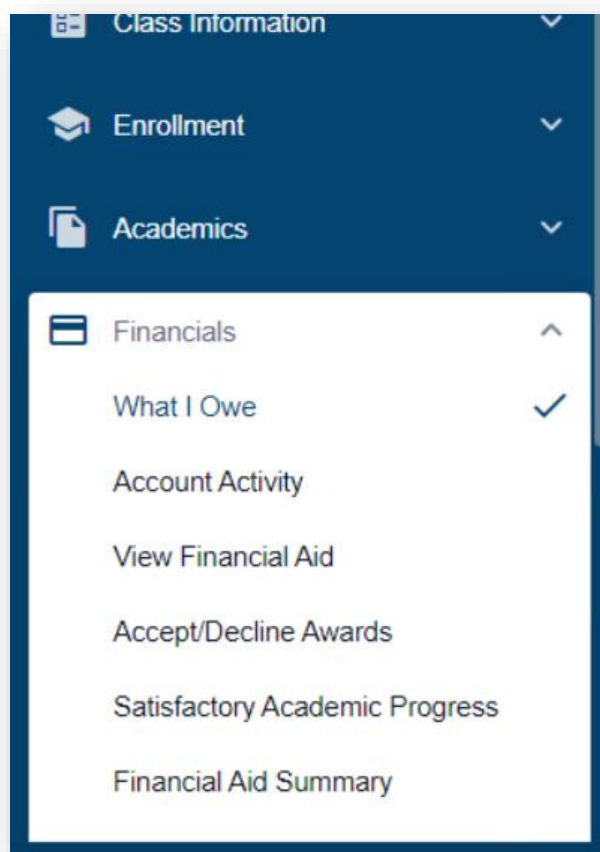 Class Information
Enrollment
Academics
Financials
What I Owe
Account Activity
View Financial Aid
Accept/Decline Awards
Satisfactory Academic Progress
Financial Aid Summary